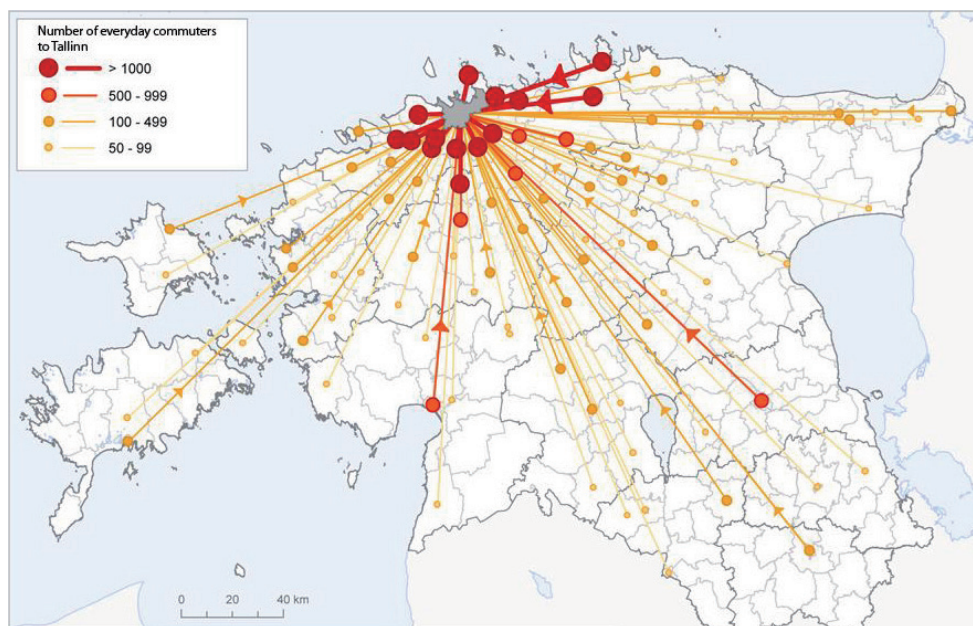 Number of everyday commuters
to Tallinn
> 1000
500 - 999
100 - 499
50 - 99
0 20 40 km